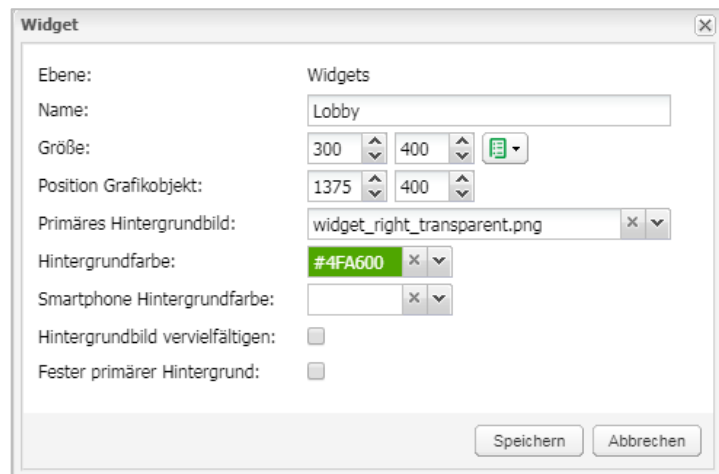 Widget
Ebene: Widgets
Name: Lobby
Größe: 300 400
Position Grafikobjekt: 1375 400
Primäres Hintergrundbild: widget_right_transparent.png
Hintergrundfarbe: #4FA600
Smartphone Hintergrundfarbe:
Hintergrundbild vervielfältigen:
Fester primärer Hintergrund:
Speichern Abbrechen